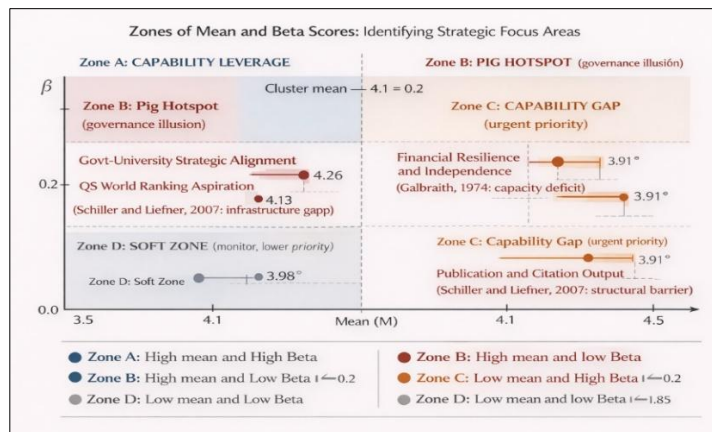 Zones of Mean and Beta Scores: Identifying Strategic Focus Areas
Zone A: CAPABILITY LEVERAGE
Zone B: PIG HOTSPOT (governance illusión)
β
Cluster mean — 4.1 = 0.2
Zone B: Pig Hotspot
(governance illusion)
Zone C: CAPABILITY GAP
(urgent priority)
Govt-University Strategic Alignment
4.26
QS World Ranking Aspiration
4.13
(Schiller and Liefner, 2007: infrastructure gapp)
Financial Resilience
and Independence
(Galbraith, 1974: capacity deficit)
3.91°
3.91°
0.2
Zone D: SOFT ZONE (monitor, lower priority)
Zone D: Soft Zone
3.98°
Zone C: Capability Gap (urgent priority)
3.91°
Publication and Citation Output
(Schiller and Liefner, 2007: structural barrier)
0.0
3.5
4.1
Mean (M)
4.1
4.5
Zone A: High mean and High Beta
Zone B: High mean and low Beta
Zone B: High mean and Low Beta ı←0.2
Zone C: Low mean and High Beta ı←0.2
Zone D: Low mean and Low Beta
Zone D: Low mean and low Beta ı←1.85